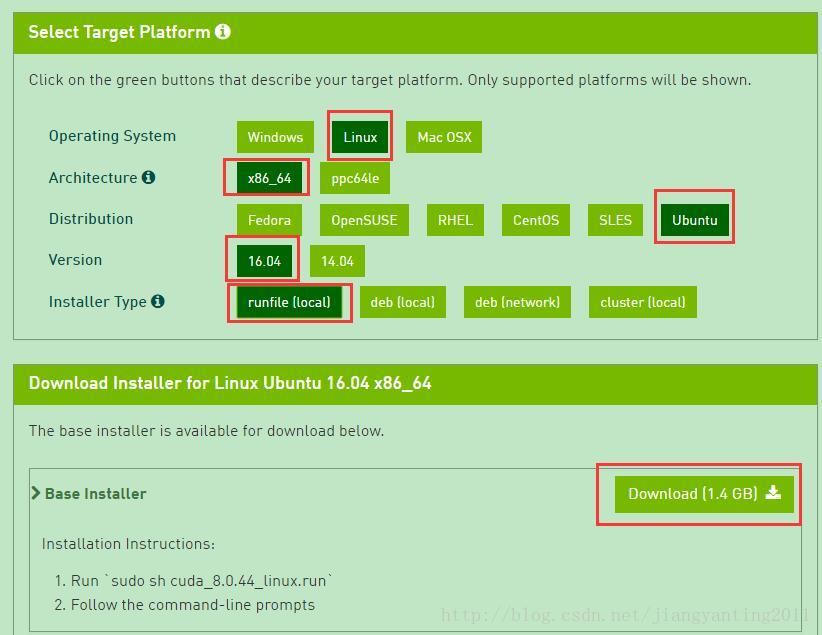 Select Target Platform
Click on the green buttons that describe your target platform. Only supported platforms will be shown.
Operating System Windows Linux Mac OSX
Architecture x86_64 ppc64le
Distribution Fedora OpenSUSE RHEL CentOS SLES Ubuntu
Version 16.04 14.04
Installer Type runfile (local) deb (local) deb (network) cluster (local)
Download Installer for Linux Ubuntu 16.04 x86_64
The base installer is available for download below.
Base Installer Download (1.4 GB)
Installation Instructions:
1. Run `sudo sh cuda_8.0.44_linux.run`
2. Follow the command-line prompts
http://blog.csdn.net/jiangyanting2011